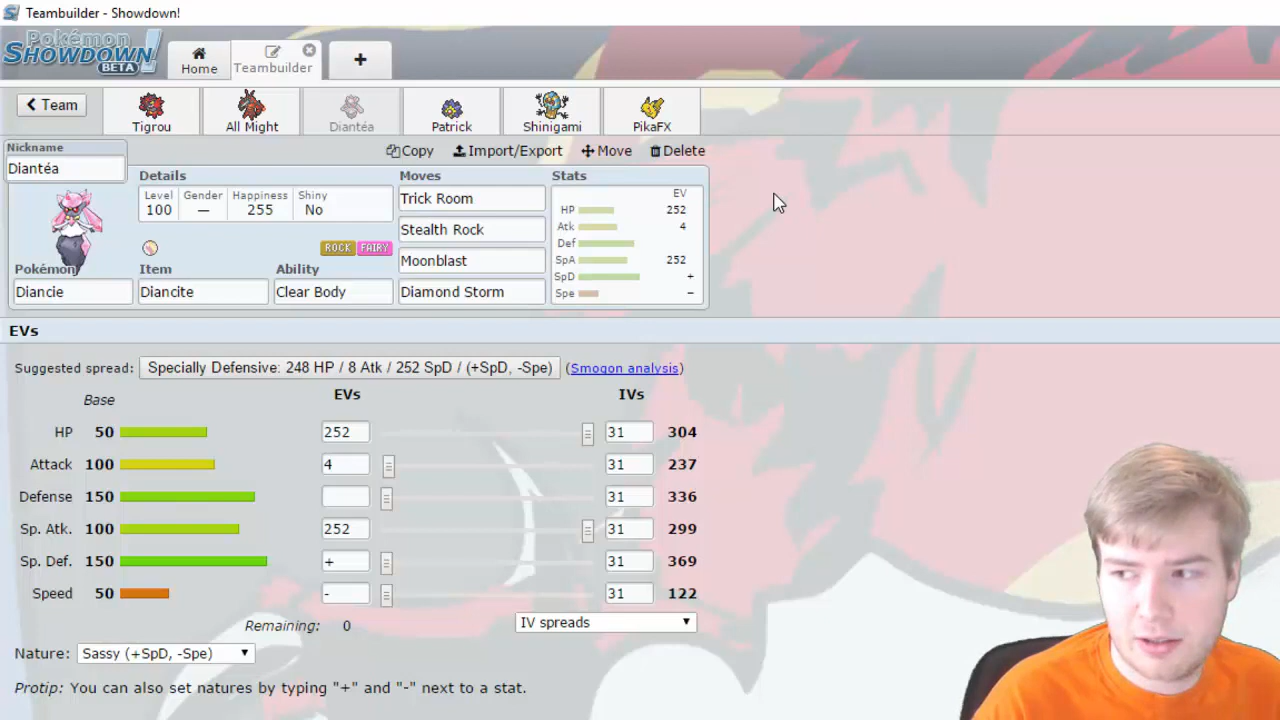 Teambuilder - Showdown!
Pokémon
SHOWDOWN!
BETA
Home
Teambuilder
+
< Team
Tigrou
All Might
Diantéa
Patrick
Shinigami
PikaFX
Copy
Import/Export
Move
Delete
Nickname
Diantéa
Details
Level
100
Gender
—
Happiness
255
Shiny
No
ROCK
FAIRY
Pokémon
Diancie
Item
Diancite
Ability
Clear Body
Moves
Trick Room
Stealth Rock
Moonblast
Diamond Storm
Stats
EV
HP 252
Atk 4
Def
SpA 252
SpD +
Spe −
EVs
Suggested spread: Specially Defensive: 248 HP / 8 Atk / 252 SpD / (+SpD, -Spe) (Smogon analysis)
Base EVs IVs
HP 50 252 31 304
Attack 100 4 31 237
Defense 150 31 336
Sp. Atk. 100 252 31 299
Sp. Def. 150 + 31 369
Speed 50 - 31 122
Remaining: 0
IV spreads
Nature: Sassy (+SpD, -Spe)
Protip: You can also set natures by typing "+" and "-" next to a stat.